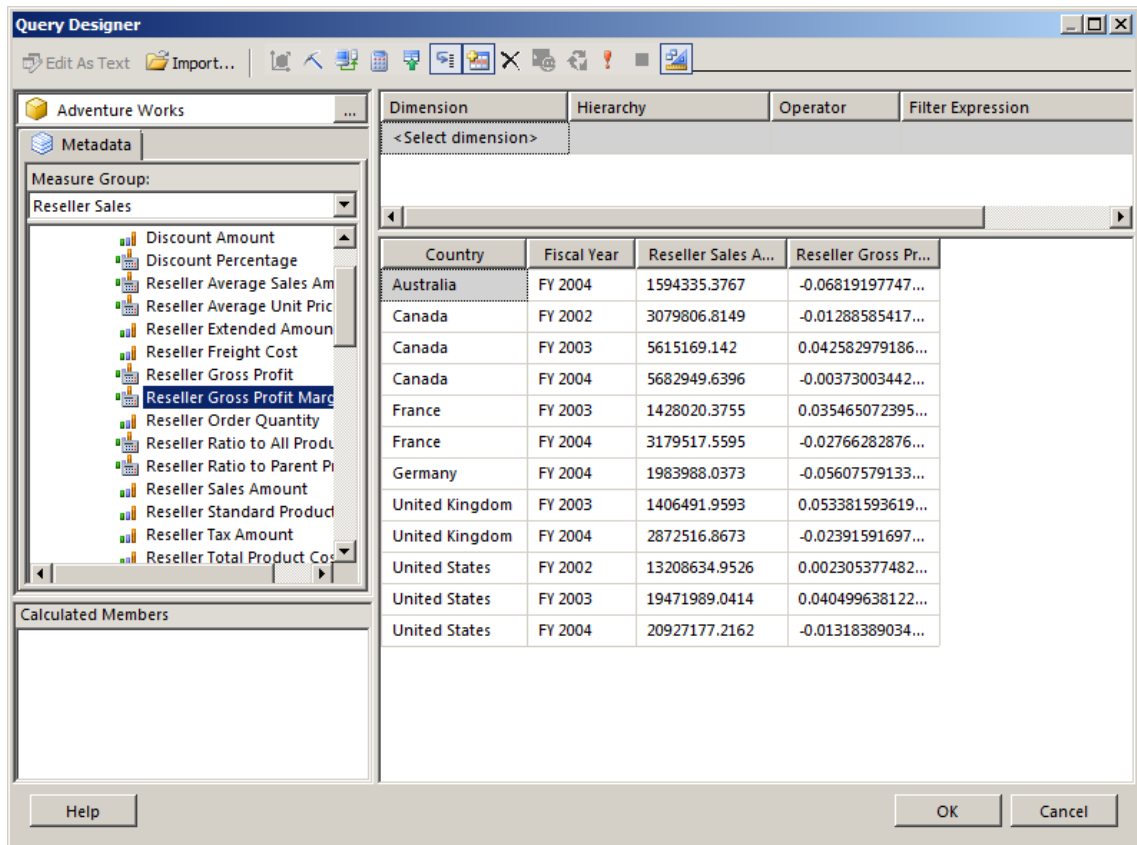 Query Designer
Edit As Text Import...
Adventure Works ...
Metadata
Measure Group:
Reseller Sales
Discount Amount
Discount Percentage
Reseller Average Sales Am
Reseller Average Unit Pric
Reseller Extended Amoun
Reseller Freight Cost
Reseller Gross Profit
Reseller Gross Profit Marg
Reseller Order Quantity
Reseller Ratio to All Produ
Reseller Ratio to Parent Pr
Reseller Sales Amount
Reseller Standard Product
Reseller Tax Amount
Reseller Total Product Cos
Calculated Members
Dimension Hierarchy Operator Filter Expression
<Select dimension>
Country Fiscal Year Reseller Sales A... Reseller Gross Pr...
Australia FY 2004 1594335.3767 -0.06819197747...
Canada FY 2002 3079806.8149 -0.01288585417...
Canada FY 2003 5615169.142 0.042582979186...
Canada FY 2004 5682949.6396 -0.00373003442...
France FY 2003 1428020.3755 0.035465072395...
France FY 2004 3179517.5595 -0.02766282876...
Germany FY 2004 1983988.0373 -0.05607579133...
United Kingdom FY 2003 1406491.9593 0.053381593619...
United Kingdom FY 2004 2872516.8673 -0.02391591697...
United States FY 2002 13208634.9526 0.002305377482...
United States FY 2003 19471989.0414 0.040499638122...
United States FY 2004 20927177.2162 -0.01318389034...
Help OK Cancel